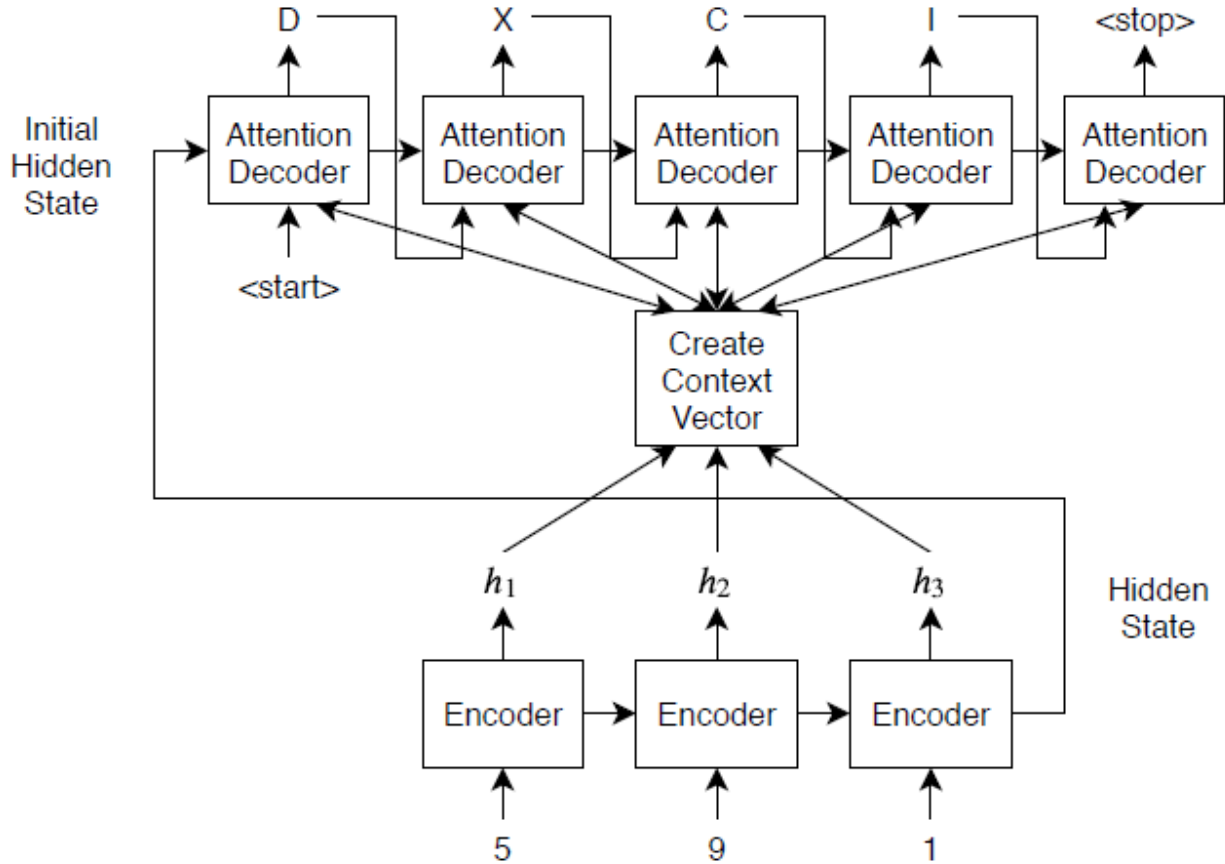 D X C I <stop>
Initial
Hidden
State
Attention
Decoder
Attention
Decoder
Attention
Decoder
Attention
Decoder
Attention
Decoder
<start>
Create
Context
Vector
h₁ h₂ h₃
Hidden
State
Encoder Encoder Encoder
5 9 1